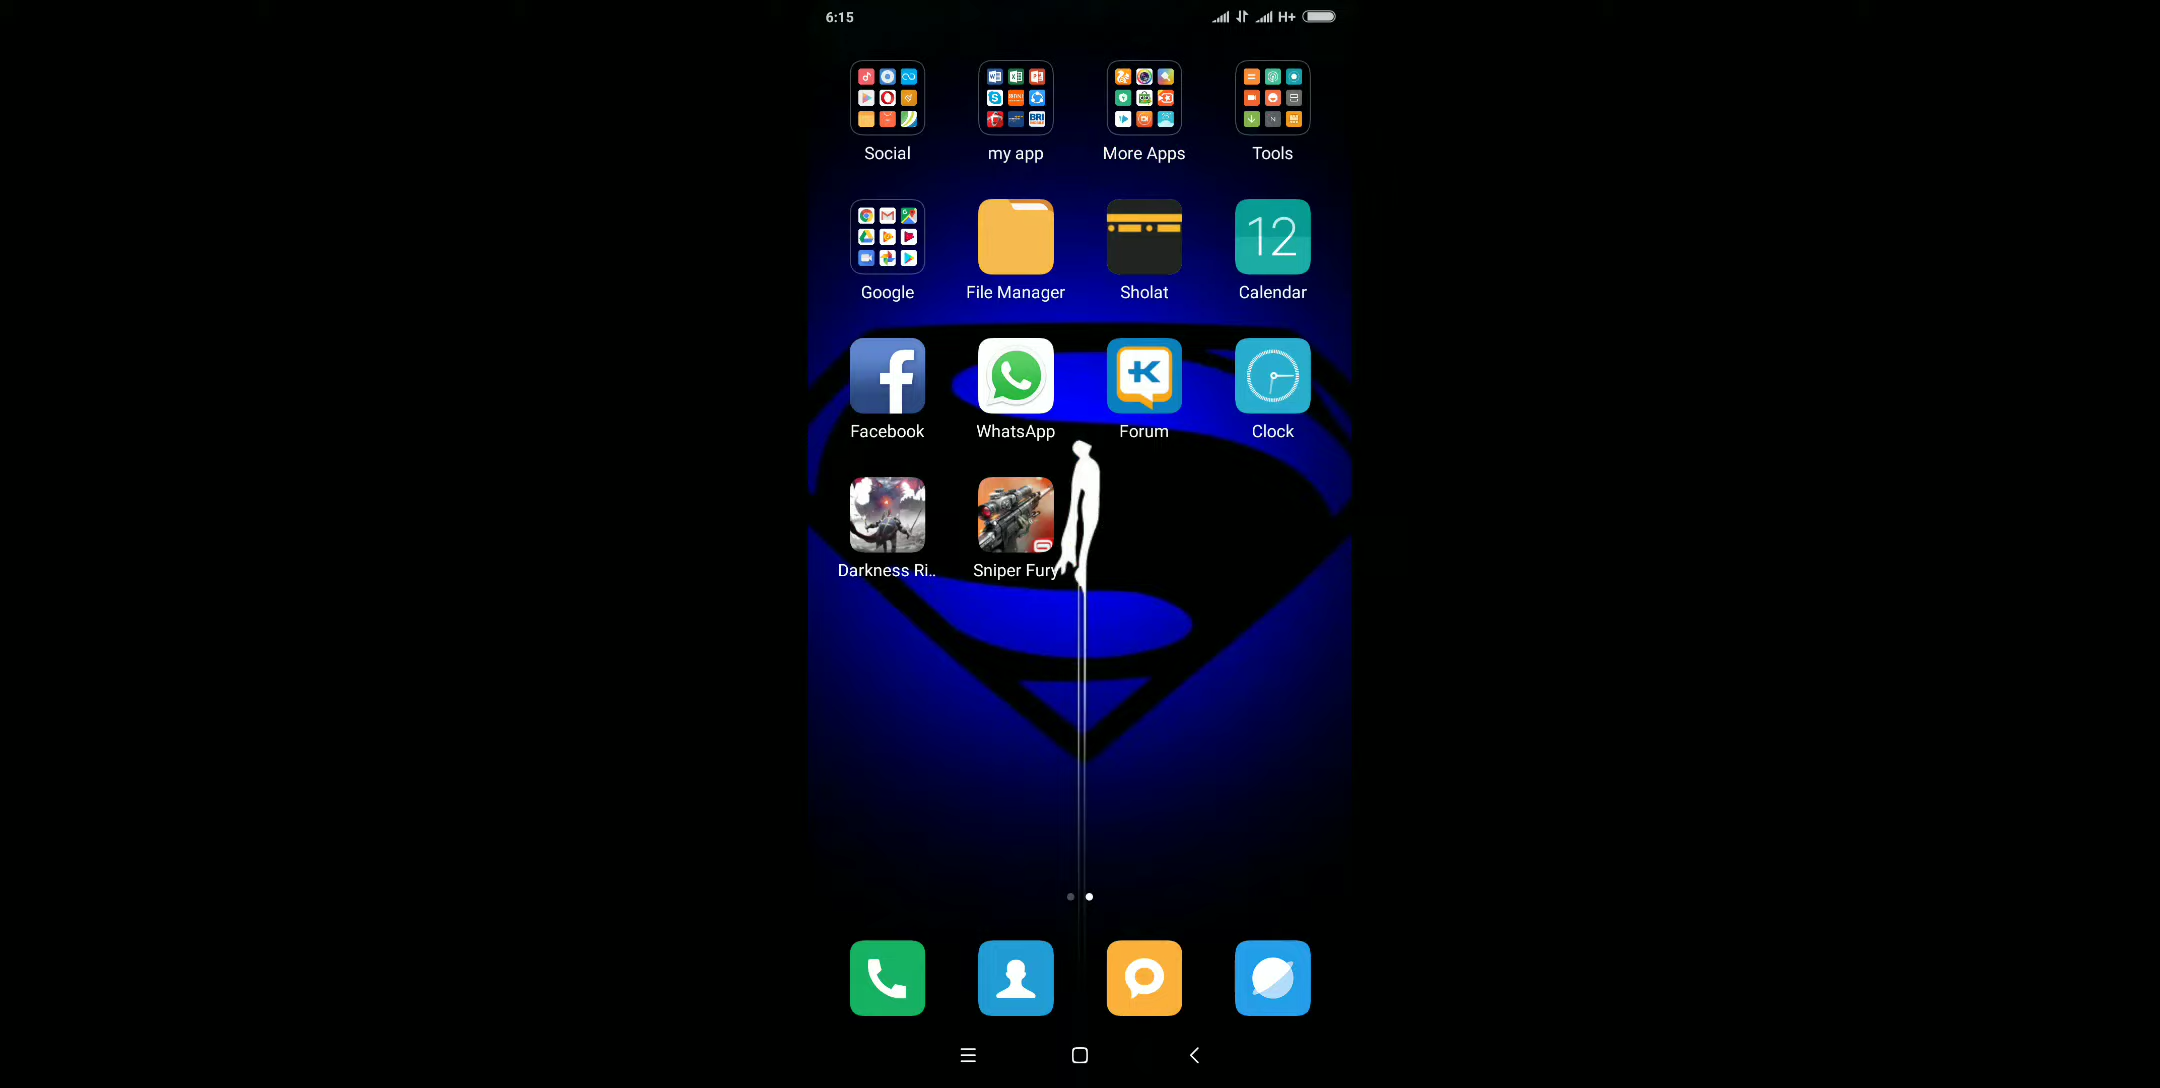 6:15
H+
Social
my app
More Apps
Tools
BRI
12
Google
File Manager
Sholat
Calendar
Facebook
WhatsApp
Forum
Clock
Darkness Ri..
Sniper Fury